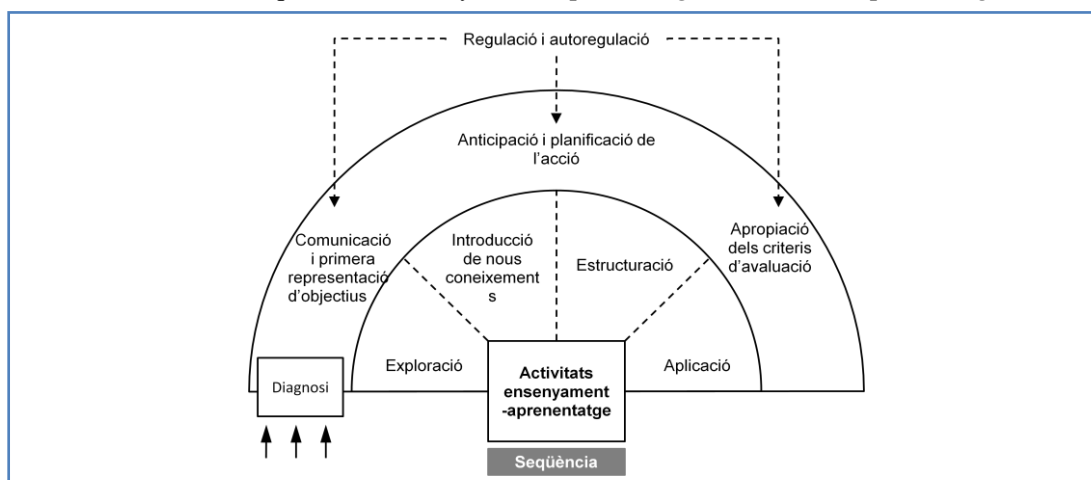 Regulació i autoregulació
Anticipació i planificació de
l'acció
Comunicació
i primera
representació
d'objectius
Introducció
de nous
coneixement
s
Estructuració
Apropiació
dels criteris
d'avaluació
Exploració
Aplicació
Diagnosi
Activitats
ensenyament
-aprenentatge
Seqüència